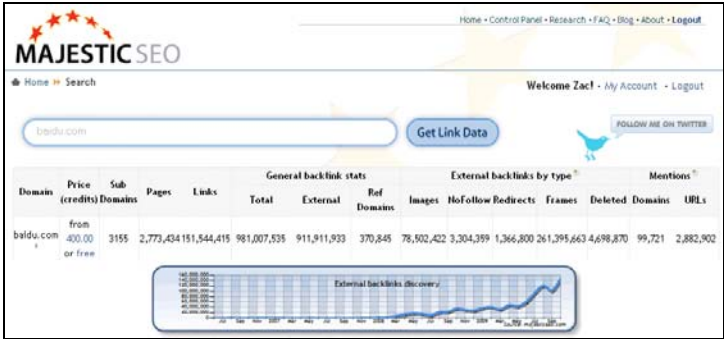 Home • Control Panel • Research • FAQ • Blog • About • Logout
MAJESTIC SEO
Home » Search
Welcome Zac! - My Account - Logout
baidu.com
Get Link Data
FOLLOW ME ON TWITTER
General backlink stats External backlinks by type Mentions
Domain Price (credits) Sub Domains Pages Links Total External Ref Domains Images NoFollow Redirects Frames Deleted Domains URLs
baidu.com from 400.00 or free 3155 2,773,434 151,544,415 981,007,535 911,911,933 370,845 78,502,422 3,304,359 1,366,800 261,395,663 4,698,870 99,721 2,882,902
External backlinks discovery